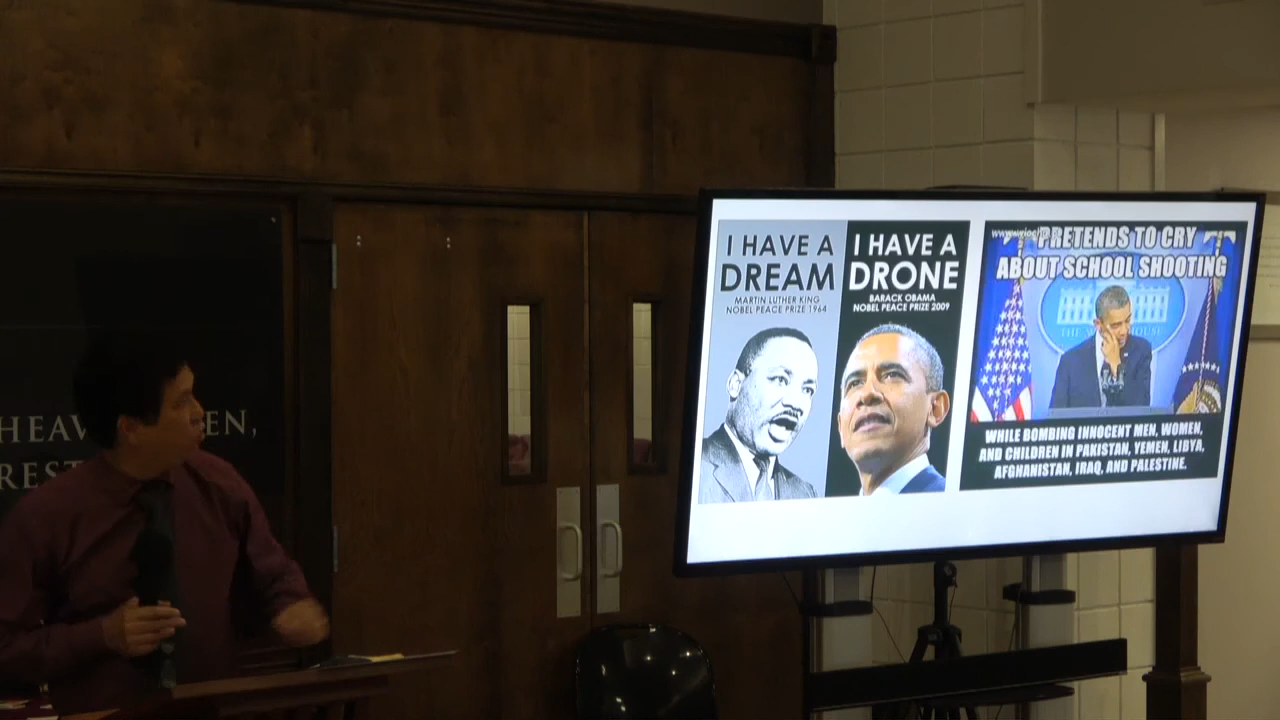 HEAV
EN,
REST
I HAVE A
DREAM
MARTIN LUTHER KING
NOBEL PEACE PRIZE 1964
I HAVE A
DRONE
BARACK OBAMA
NOBEL PEACE PRIZE 2009
PRETENDS TO CRY
ABOUT SCHOOL SHOOTING
WHILE BOMBING INNOCENT MEN, WOMEN,
AND CHILDREN IN PAKISTAN, YEMEN, LIBYA,
AFGHANISTAN, IRAQ, AND PALESTINE.